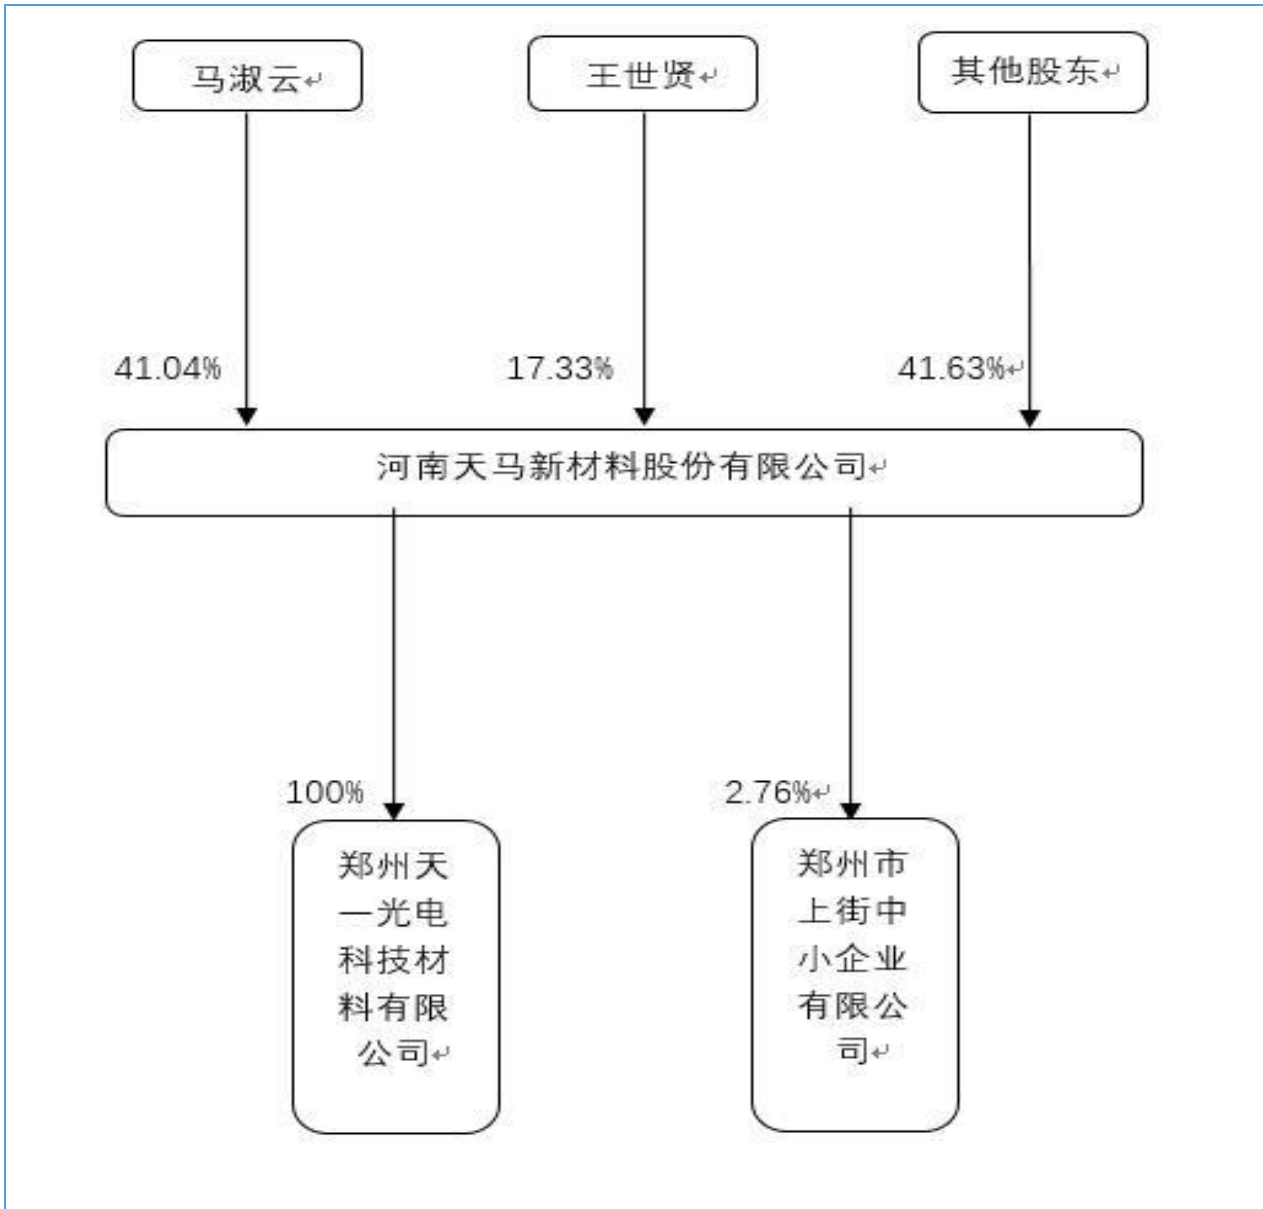 马淑云
王世贤
其他股东
41.04%
17.33%
41.63%
河南天马新材料股份有限公司
100%
2.76%
郑州天
一光电
科技材
料有限
公司
郑州市
上街中
小企业
有限公
司